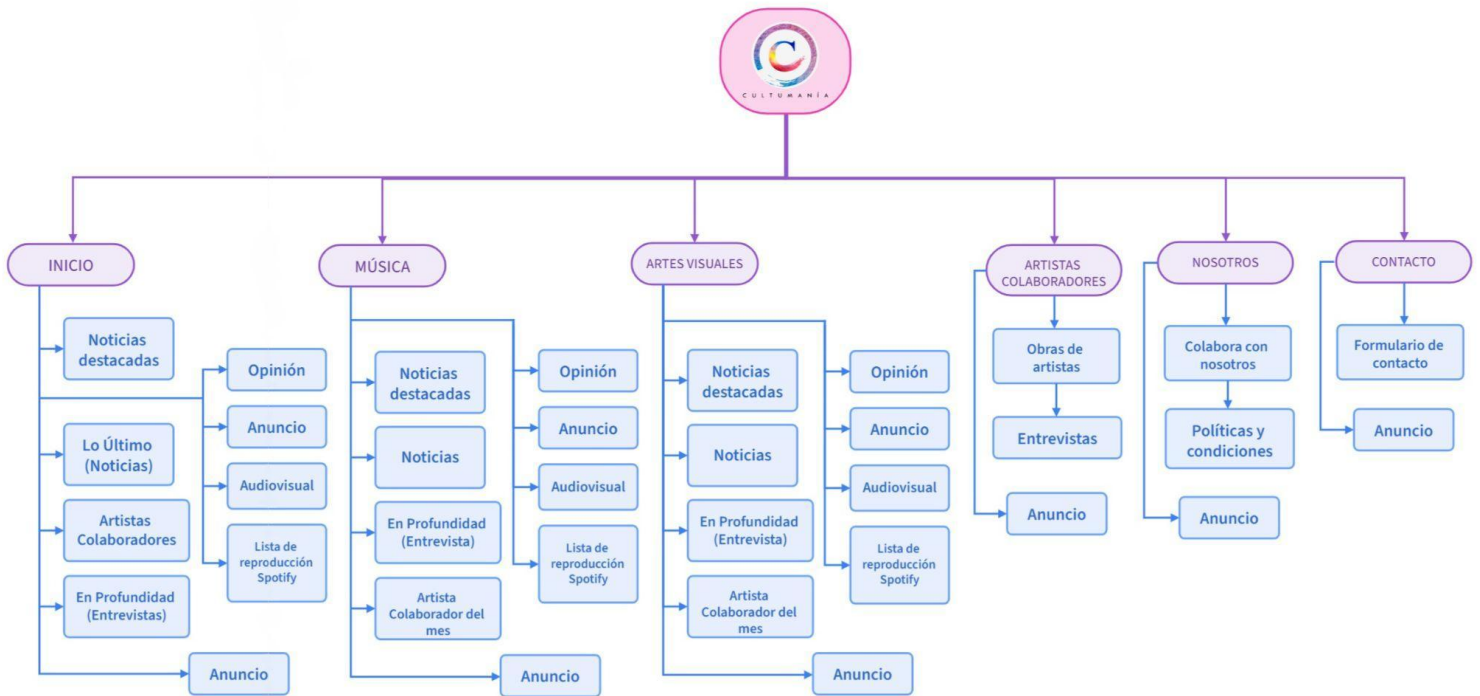 C
CULTUMANÍA
INICIO
Noticias
destacadas
Lo Último
(Noticias)
Artistas
Colaboradores
En Profundidad
(Entrevistas)
Opinión
Anuncio
Audiovisual
Lista de
reproducción
Spotify
Anuncio
MÚSICA
Noticias
destacadas
Noticias
En Profundidad
(Entrevista)
Artista
Colaborador del
mes
Opinión
Anuncio
Audiovisual
Lista de
reproducción
Spotify
Anuncio
ARTES VISUALES
Noticias
destacadas
Noticias
En Profundidad
(Entrevista)
Artista
Colaborador del
mes
Opinión
Anuncio
Audiovisual
Lista de
reproducción
Spotify
Anuncio
ARTISTAS
COLABORADORES
Obras de
artistas
Entrevistas
Anuncio
NOSOTROS
Colabora con
nosotros
Políticas y
condiciones
Anuncio
CONTACTO
Formulario de
contacto
Anuncio